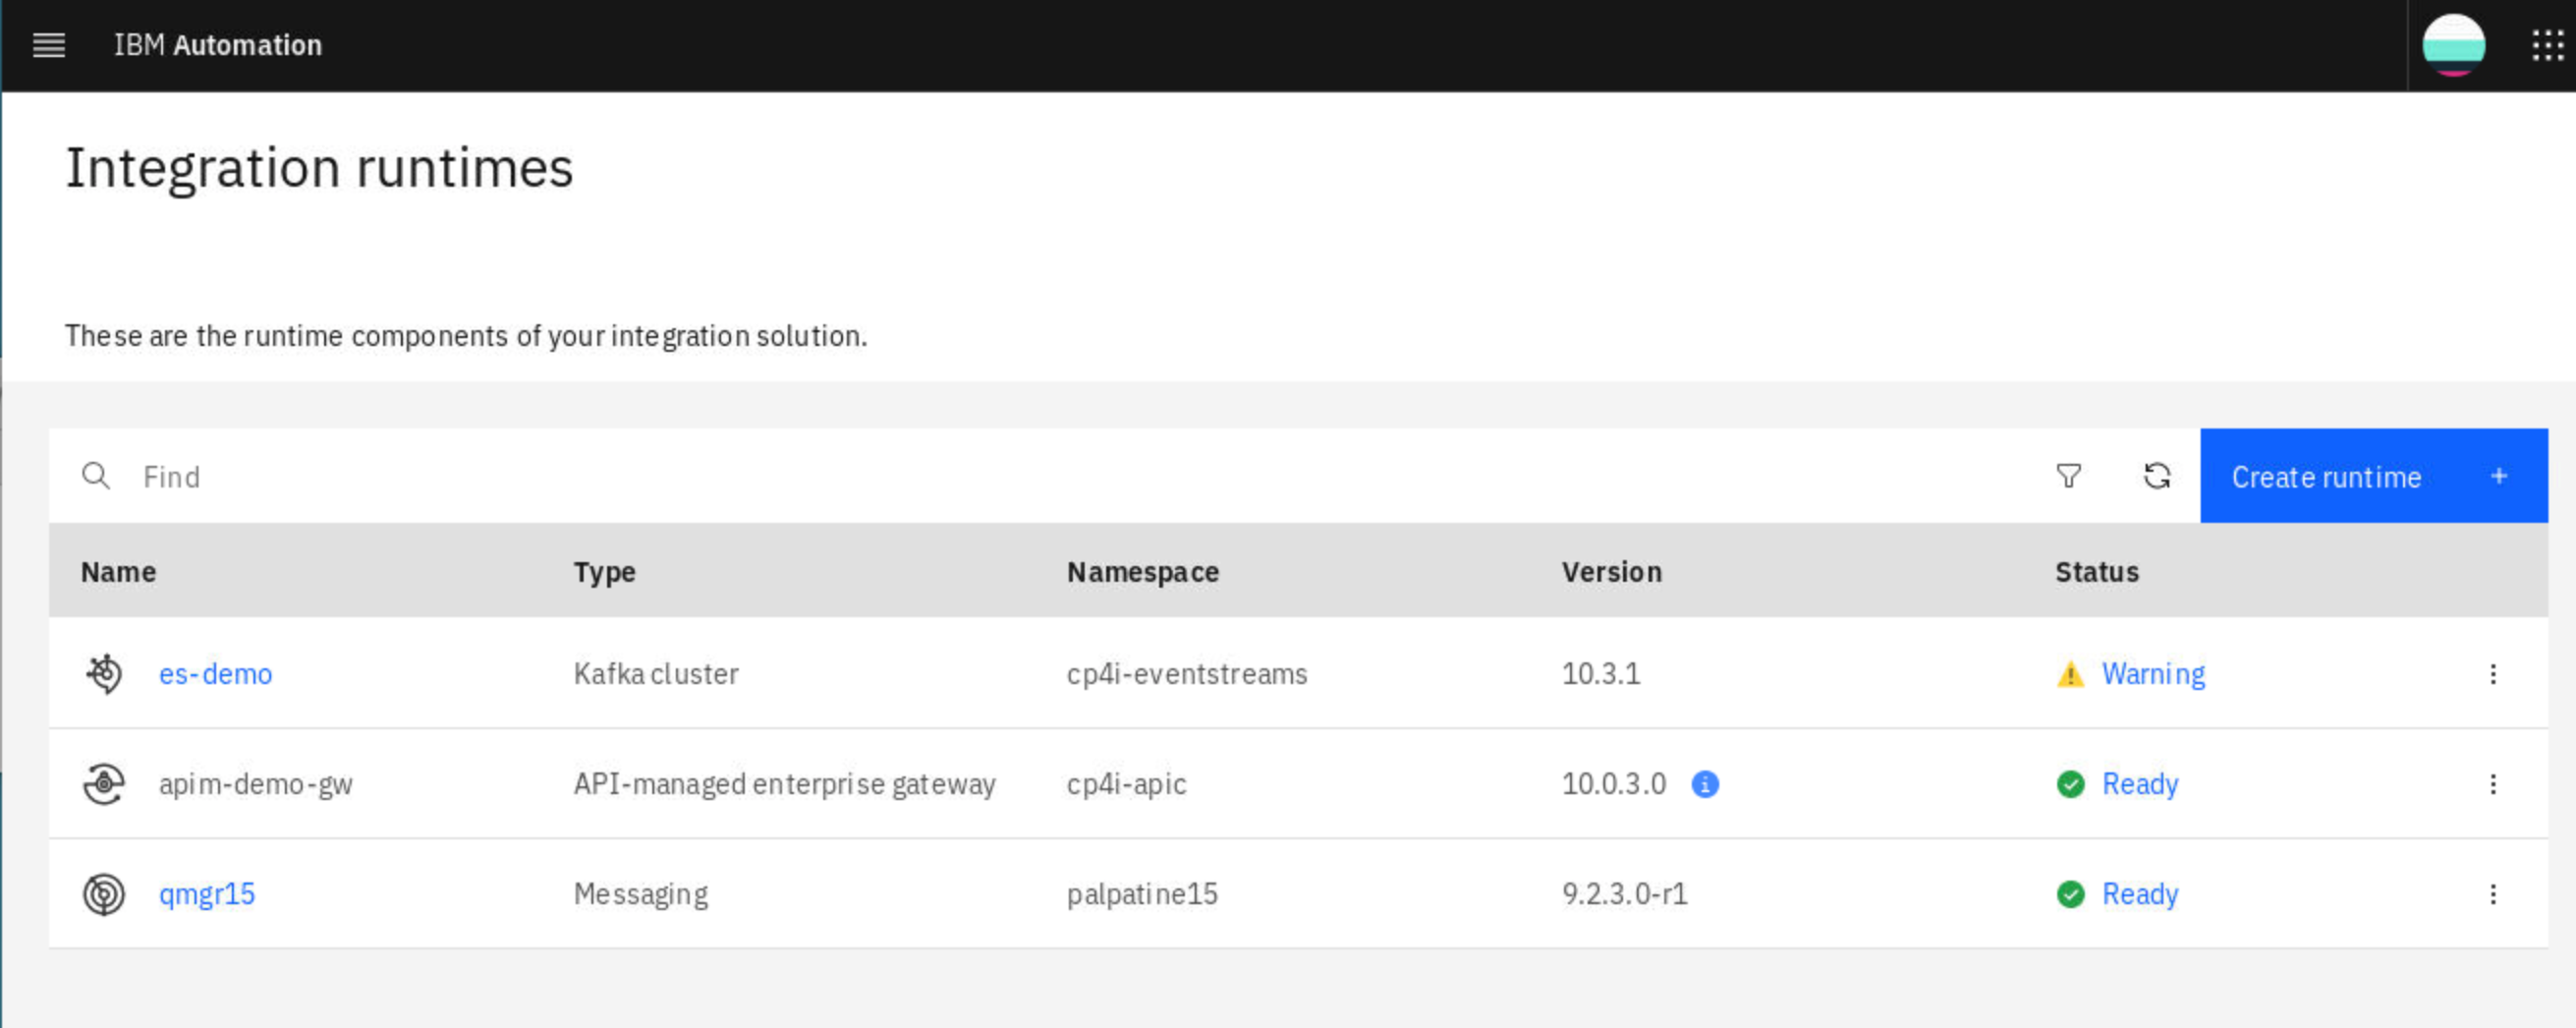 IBM Automation
Integration runtimes
These are the runtime components of your integration solution.
Find
Create runtime +
Name Type Namespace Version Status
es-demo Kafka cluster cp4i-eventstreams 10.3.1 Warning
apim-demo-gw API-managed enterprise gateway cp4i-apic 10.0.3.0 Ready
qmgr15 Messaging palpatine15 9.2.3.0-r1 Ready